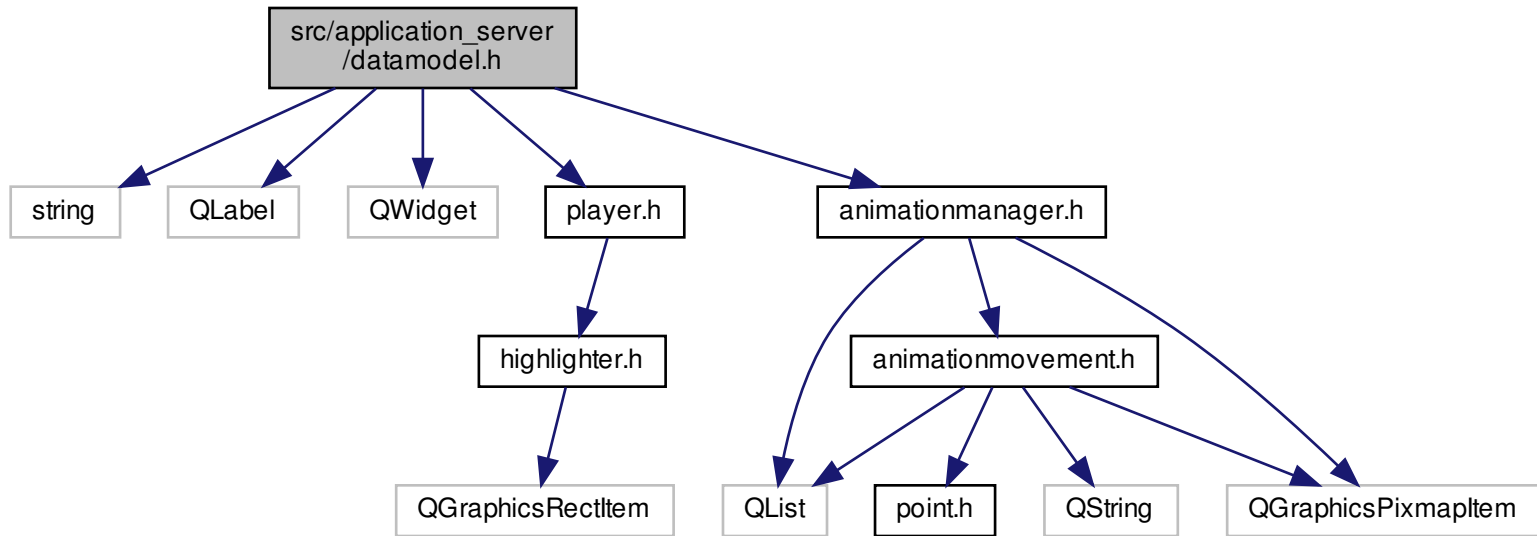 src/application_server
/datamodel.h
string
QLabel
QWidget
player.h
animationmanager.h
highlighter.h
animationmovement.h
QGraphicsRectItem
QList
point.h
QString
QGraphicsPixmapItem